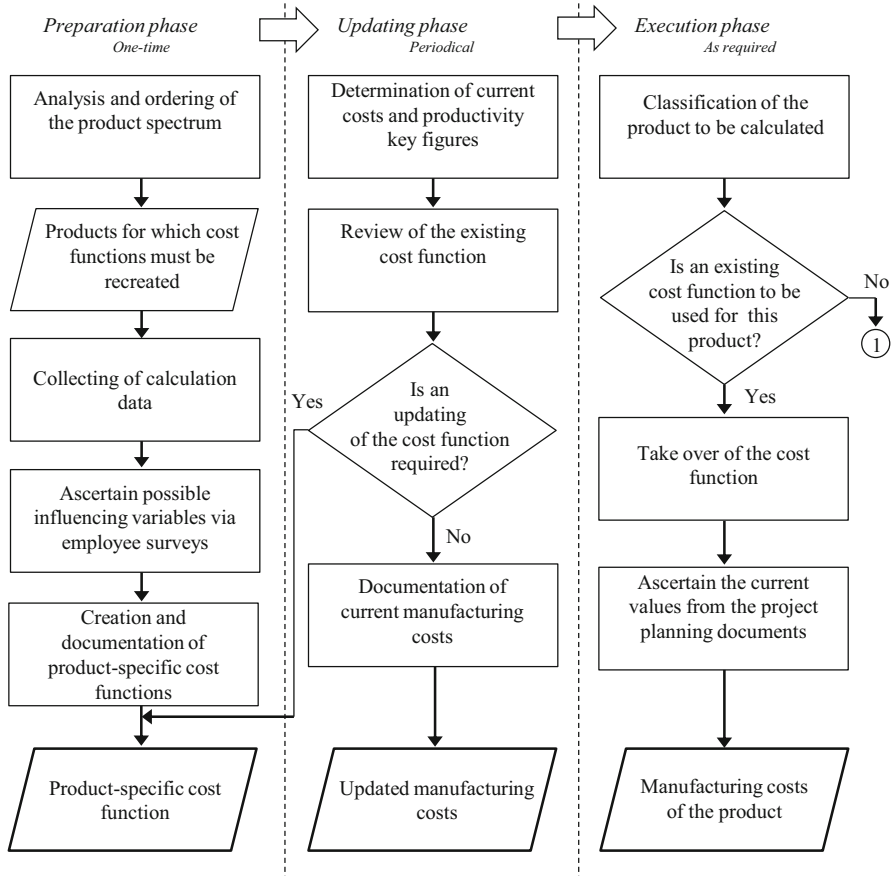 Preparation phase
One-time
Analysis and ordering of
the product spectrum
Products for which cost
functions must be
recreated
Collecting of calculation
data
Ascertain possible
influencing variables via
employee surveys
Creation and
documentation of
product-specific cost
functions
Product-specific cost
function
Updating phase
Periodical
Determination of current
costs and productivity
key figures
Review of the existing
cost function
Yes
Is an
updating
of the cost function
required?
No
Documentation of
current manufacturing
costs
Updated manufacturing
costs
Execution phase
As required
Classification of the
product to be calculated
Is an existing
cost function to be
used for this
product?
No
1
Yes
Take over of the cost
function
Ascertain the current
values from the project
planning documents
Manufacturing costs
of the product